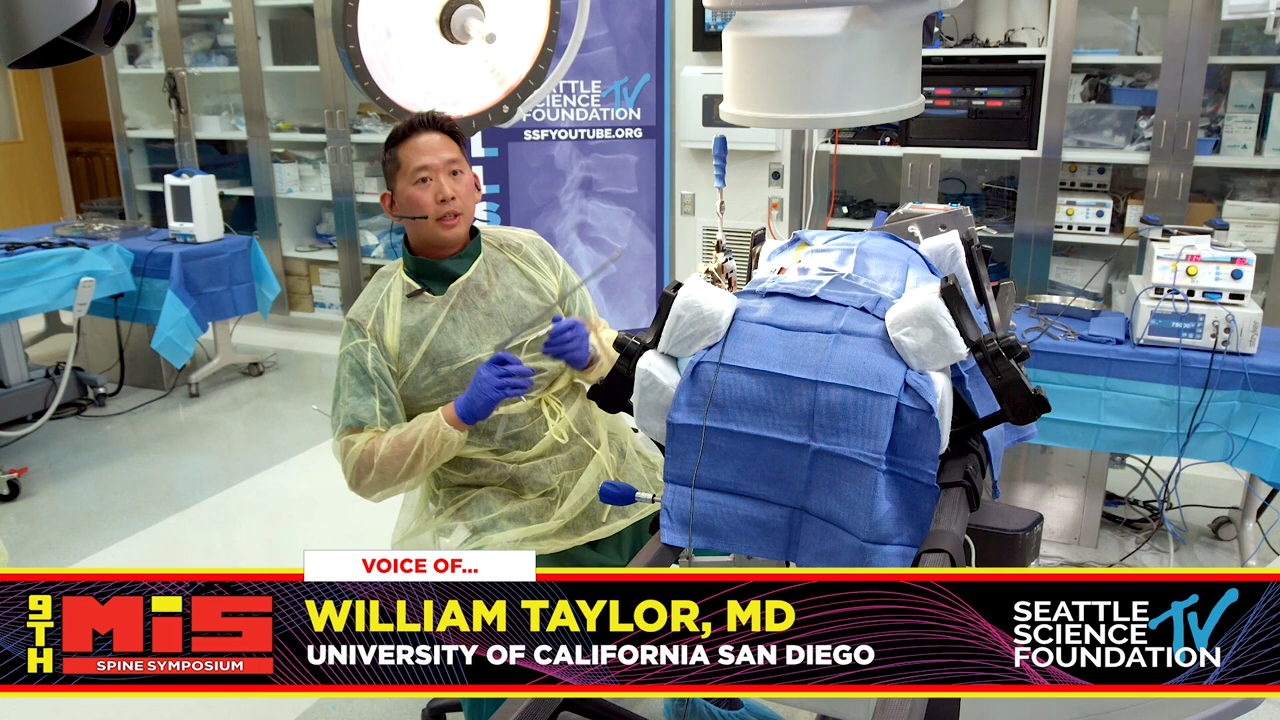 SEATTLE
SCIENCE
FOUNDATION
TV
SSFYOUTUBE.ORG
VOICE OF...
9TH
MIS
SPINE SYMPOSIUM
WILLIAM TAYLOR, MD
UNIVERSITY OF CALIFORNIA SAN DIEGO
SEATTLE
SCIENCE
FOUNDATION
TV